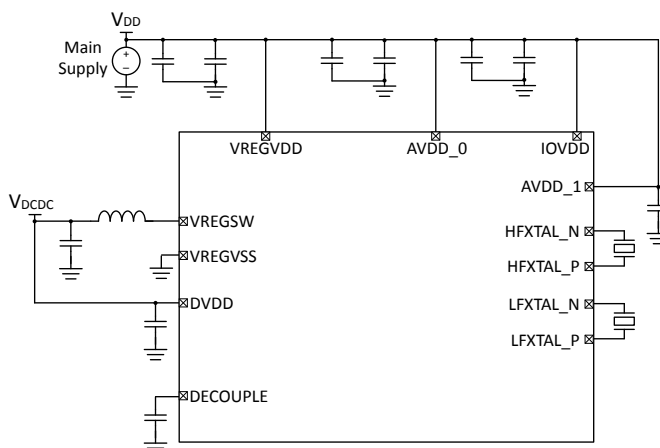 VDD
Main
Supply
+
−
VREGVDD
AVDD_0
IOVDD
AVDD_1
VDCDC
VREGSW
HFXTAL_N
VREGVSS
HFXTAL_P
DVDD
LFXTAL_N
LFXTAL_P
DECOUPLE